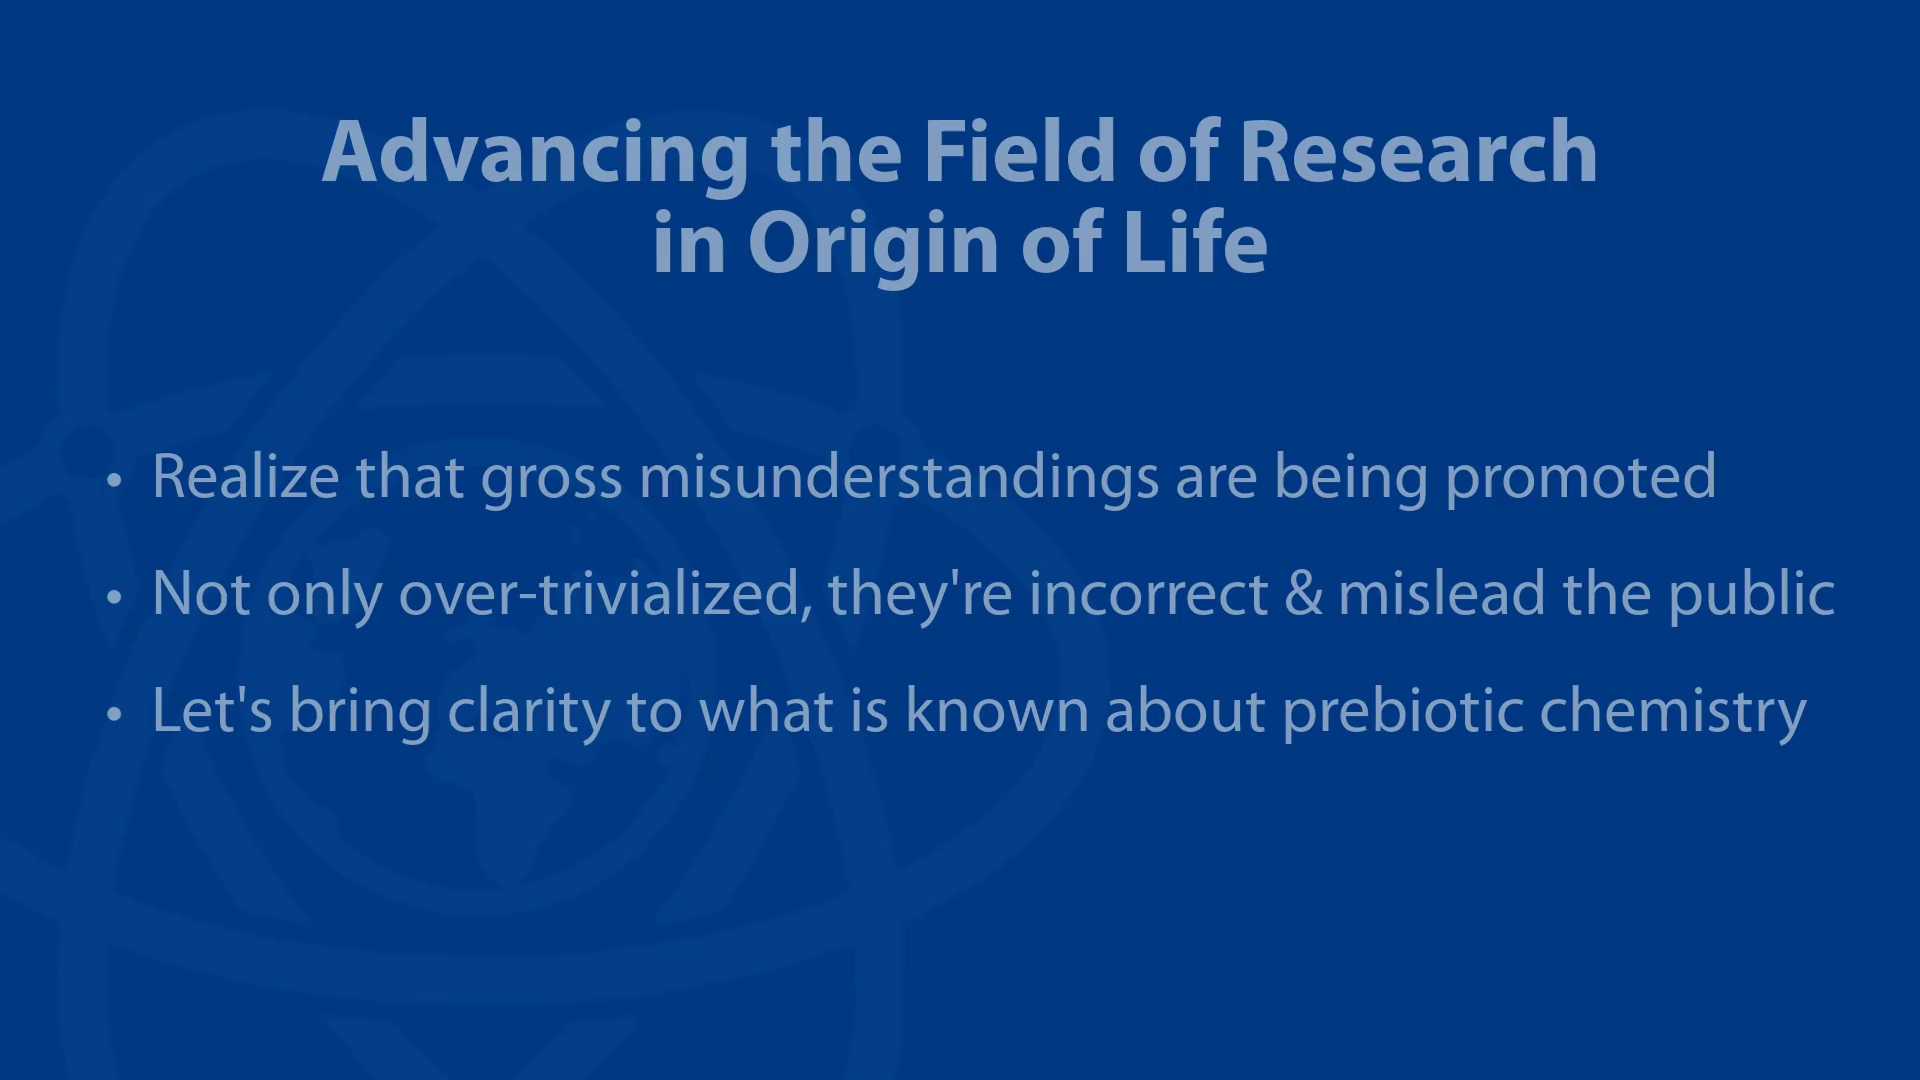 Advancing the Field of Research
in Origin of Life
• Realize that gross misunderstandings are being promoted
• Not only over-trivialized, they're incorrect & mislead the public
• Let's bring clarity to what is known about prebiotic chemistry